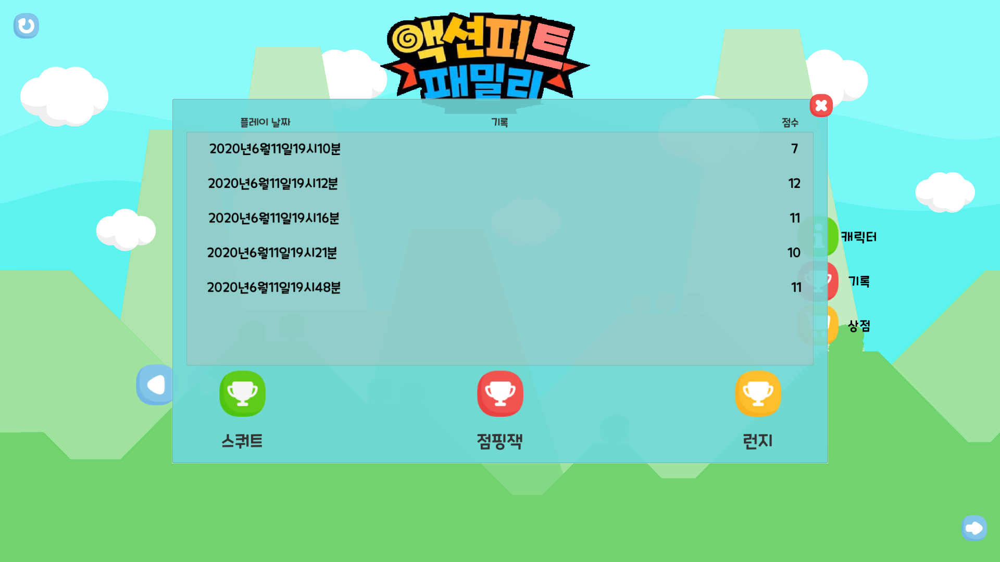 액션피트
패밀리
플레이 날짜 기록 점수
2020년6월11일19시10분 7
2020년6월11일19시12분 12
2020년6월11일19시16분 11
2020년6월11일19시21분 10
2020년6월11일19시48분 11
캐릭터
기록
상점
스쿼트 점핑잭 런지